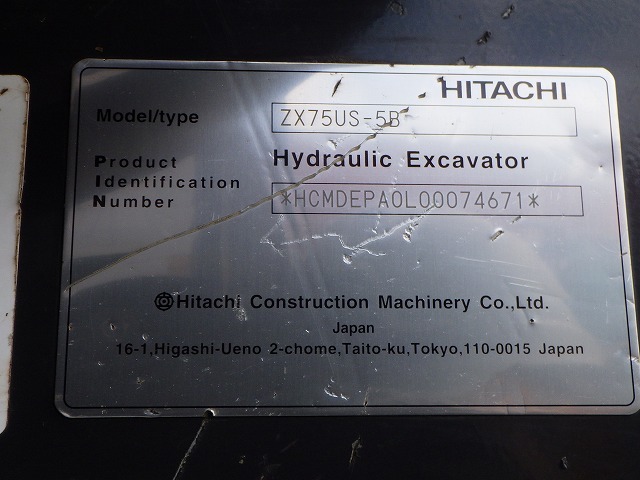 HITACHI
Model/type ZX75US-5B
Product Hydraulic Excavator
Identification
Number *HCMDEPA0L00074671*
Hitachi Construction Machinery Co.,Ltd.
Japan
16-1,Higashi-Ueno 2-chome,Taito-ku,Tokyo,110-0015 Japan